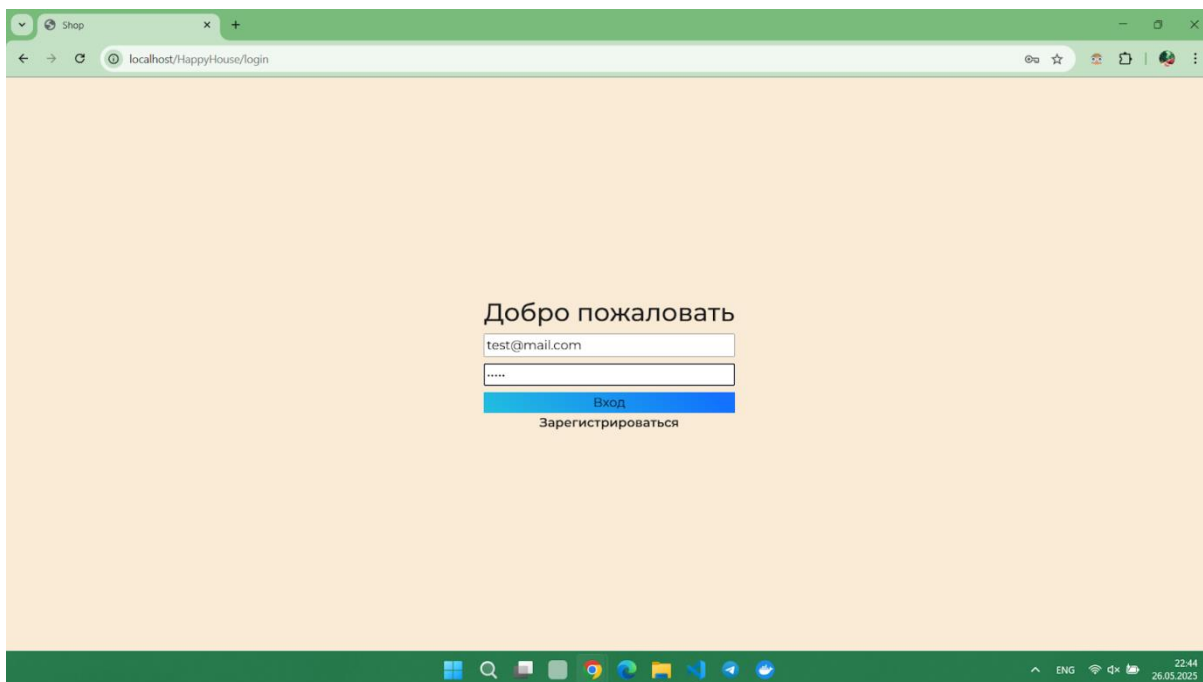 Shop
localhost/HappyHouse/login
Добро пожаловать
test@mail.com
•••••
Вход
Зарегистрироваться
ENG
22:44
26.05.2025